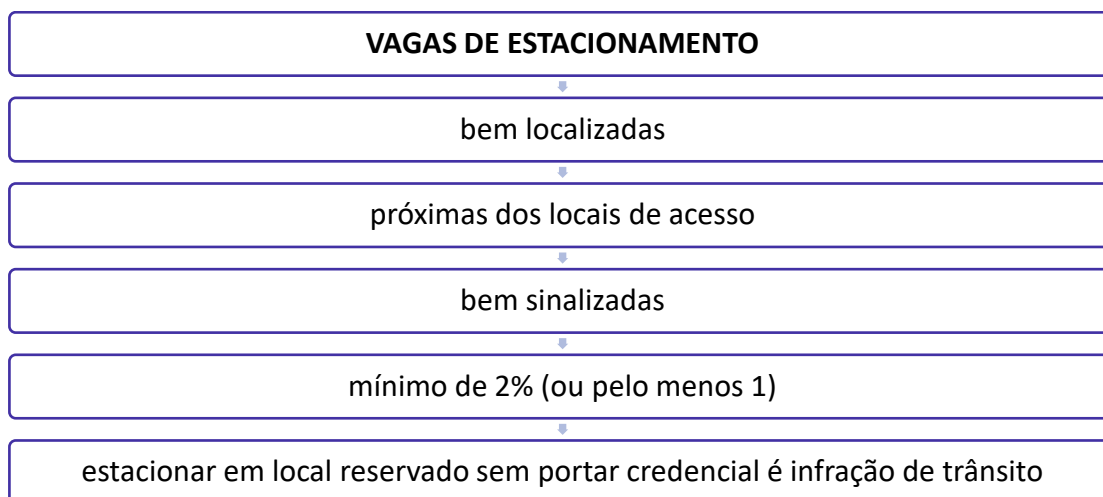 VAGAS DE ESTACIONAMENTO
bem localizadas
próximas dos locais de acesso
bem sinalizadas
mínimo de 2% (ou pelo menos 1)
estacionar em local reservado sem portar credencial é infração de trânsito